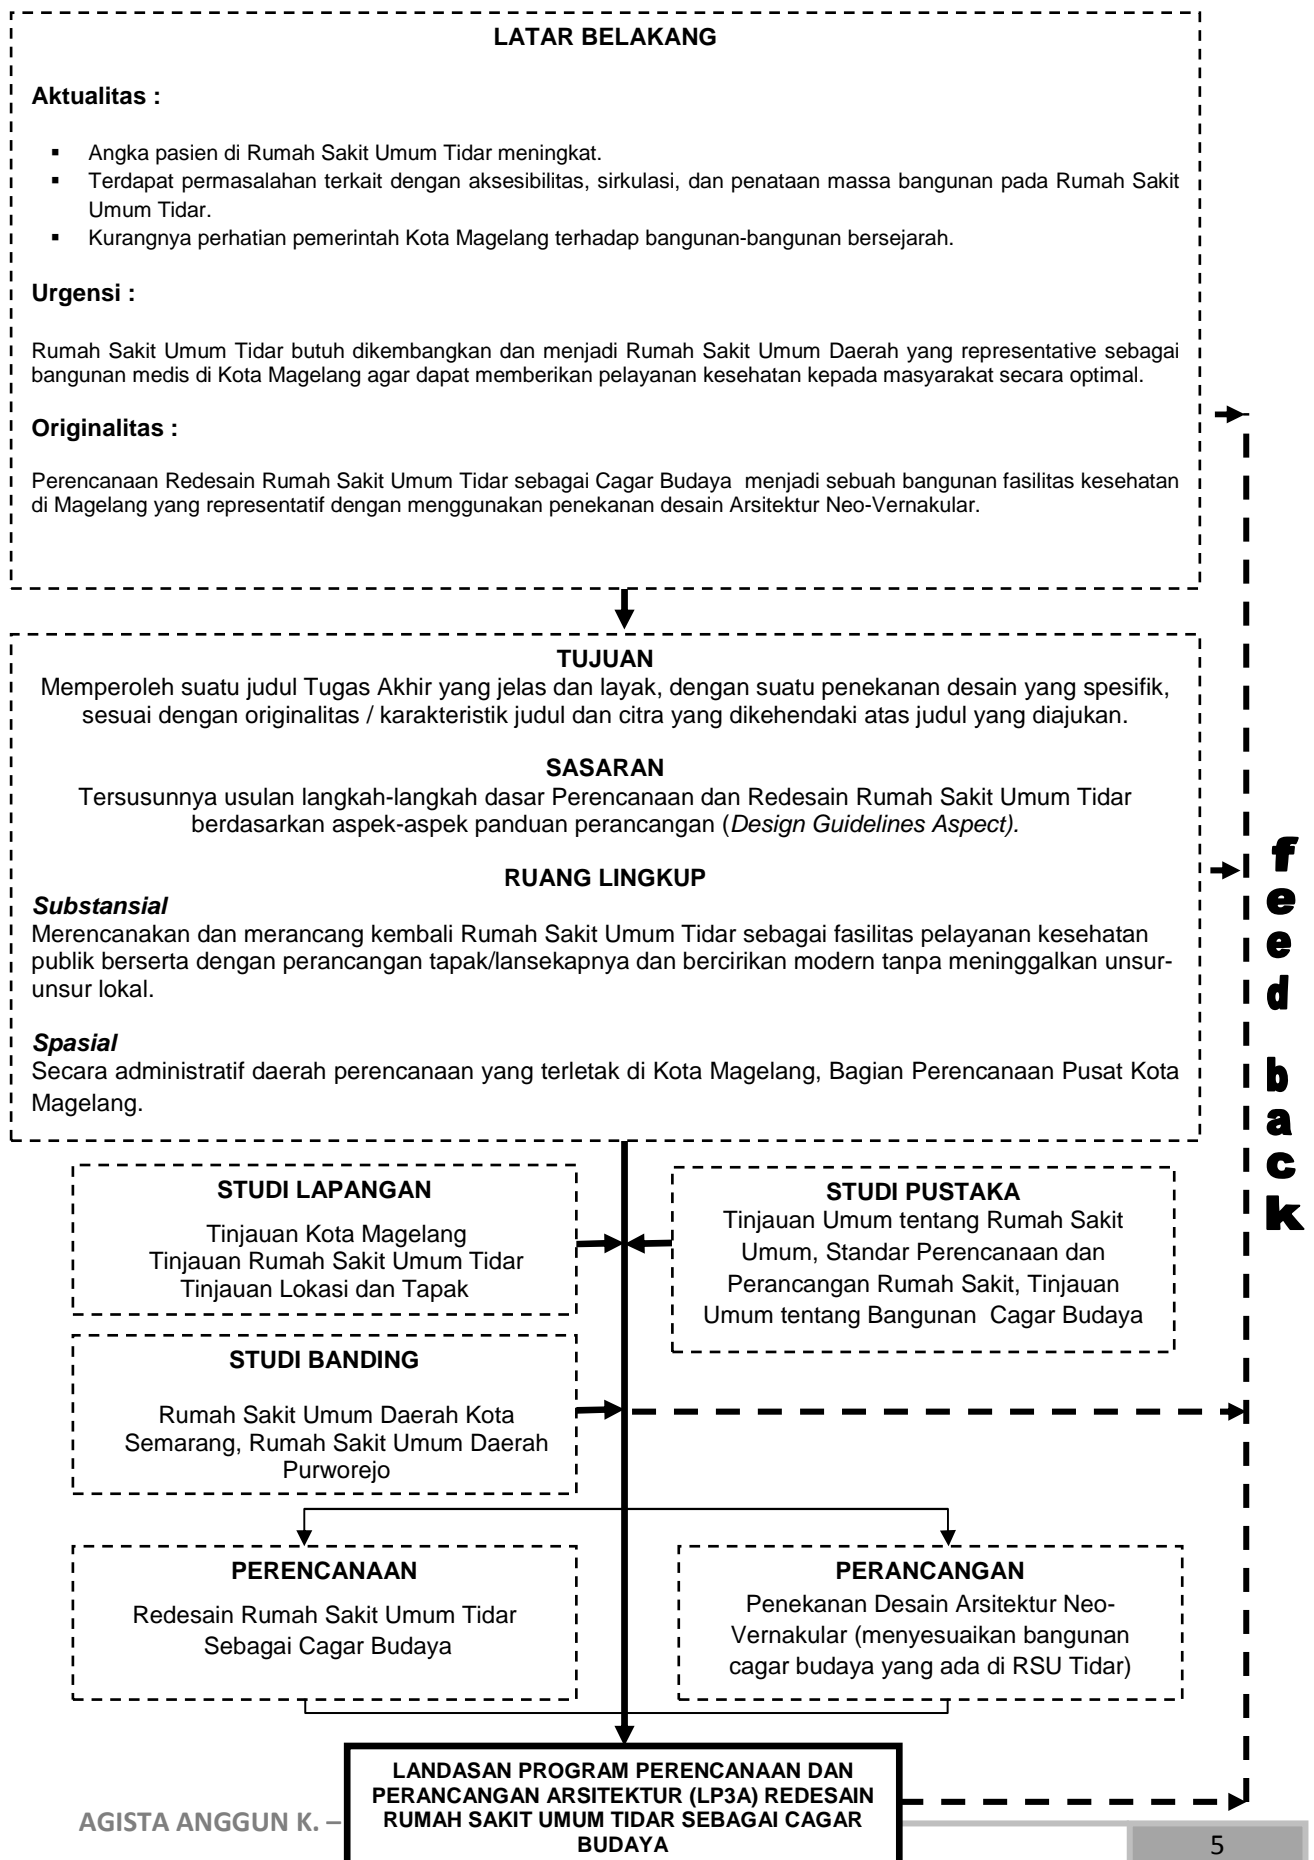 LATAR BELAKANG
Aktualitas :
▪ Angka pasien di Rumah Sakit Umum Tidar meningkat.
▪ Terdapat permasalahan terkait dengan aksesibilitas, sirkulasi, dan penataan massa bangunan pada Rumah Sakit
Umum Tidar.
▪ Kurangnya perhatian pemerintah Kota Magelang terhadap bangunan-bangunan bersejarah.
Urgensi :
Rumah Sakit Umum Tidar butuh dikembangkan dan menjadi Rumah Sakit Umum Daerah yang representative sebagai
bangunan medis di Kota Magelang agar dapat memberikan pelayanan kesehatan kepada masyarakat secara optimal.
Originalitas :
Perencanaan Redesain Rumah Sakit Umum Tidar sebagai Cagar Budaya menjadi sebuah bangunan fasilitas kesehatan
di Magelang yang representatif dengan menggunakan penekanan desain Arsitektur Neo-Vernakular.
TUJUAN
Memperoleh suatu judul Tugas Akhir yang jelas dan layak, dengan suatu penekanan desain yang spesifik,
sesuai dengan originalitas / karakteristik judul dan citra yang dikehendaki atas judul yang diajukan.
SASARAN
Tersusunnya usulan langkah-langkah dasar Perencanaan dan Redesain Rumah Sakit Umum Tidar
berdasarkan aspek-aspek panduan perancangan (Design Guidelines Aspect).
RUANG LINGKUP
Substansial
Merencanakan dan merancang kembali Rumah Sakit Umum Tidar sebagai fasilitas pelayanan kesehatan
publik berserta dengan perancangan tapak/lansekapnya dan bercirikan modern tanpa meninggalkan unsur-
unsur lokal.
Spasial
Secara administratif daerah perencanaan yang terletak di Kota Magelang, Bagian Perencanaan Pusat Kota
Magelang.
feed back
STUDI LAPANGAN
Tinjauan Kota Magelang
Tinjauan Rumah Sakit Umum Tidar
Tinjauan Lokasi dan Tapak
STUDI PUSTAKA
Tinjauan Umum tentang Rumah Sakit
Umum, Standar Perencanaan dan
Perancangan Rumah Sakit, Tinjauan
Umum tentang Bangunan Cagar Budaya
STUDI BANDING
Rumah Sakit Umum Daerah Kota
Semarang, Rumah Sakit Umum Daerah
Purworejo
PERENCANAAN
Redesain Rumah Sakit Umum Tidar
Sebagai Cagar Budaya
PERANCANGAN
Penekanan Desain Arsitektur Neo-
Vernakular (menyesuaikan bangunan
cagar budaya yang ada di RSU Tidar)
LANDASAN PROGRAM PERENCANAAN DAN
PERANCANGAN ARSITEKTUR (LP3A) REDESAIN
RUMAH SAKIT UMUM TIDAR SEBAGAI CAGAR
BUDAYA
AGISTA ANGGUN K. –
5